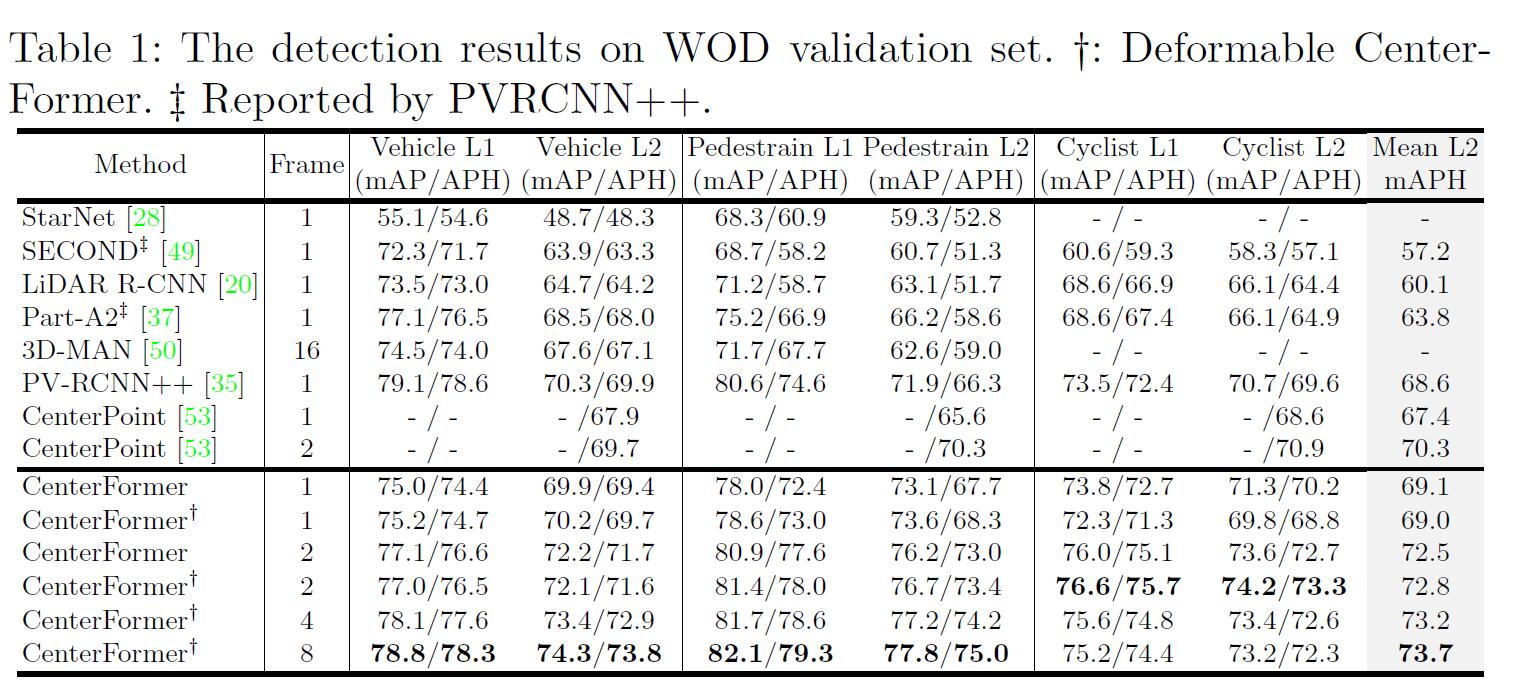 Table 1: The detection results on WOD validation set. †: Deformable Center-
Former. ‡ Reported by PVRCNN++.
Method Frame Vehicle L1 Vehicle L2 Pedestrain L1 Pedestrain L2 Cyclist L1 Cyclist L2 Mean L2
(mAP/APH) (mAP/APH) (mAP/APH) (mAP/APH) (mAP/APH) (mAP/APH) mAPH
StarNet [28] 1 55.1/54.6 48.7/48.3 68.3/60.9 59.3/52.8 - / - - / - -
SECOND‡ [49] 1 72.3/71.7 63.9/63.3 68.7/58.2 60.7/51.3 60.6/59.3 58.3/57.1 57.2
LiDAR R-CNN [20] 1 73.5/73.0 64.7/64.2 71.2/58.7 63.1/51.7 68.6/66.9 66.1/64.4 60.1
Part-A2‡ [37] 1 77.1/76.5 68.5/68.0 75.2/66.9 66.2/58.6 68.6/67.4 66.1/64.9 63.8
3D-MAN [50] 16 74.5/74.0 67.6/67.1 71.7/67.7 62.6/59.0 - / - - / - -
PV-RCNN++ [35] 1 79.1/78.6 70.3/69.9 80.6/74.6 71.9/66.3 73.5/72.4 70.7/69.6 68.6
CenterPoint [53] 1 - / - - /67.9 - / - - /65.6 - / - - /68.6 67.4
CenterPoint [53] 2 - / - - /69.7 - / - - /70.3 - / - - /70.9 70.3
CenterFormer 1 75.0/74.4 69.9/69.4 78.0/72.4 73.1/67.7 73.8/72.7 71.3/70.2 69.1
CenterFormer† 1 75.2/74.7 70.2/69.7 78.6/73.0 73.6/68.3 72.3/71.3 69.8/68.8 69.0
CenterFormer 2 77.1/76.6 72.2/71.7 80.9/77.6 76.2/73.0 76.0/75.1 73.6/72.7 72.5
CenterFormer† 2 77.0/76.5 72.1/71.6 81.4/78.0 76.7/73.4 76.6/75.7 74.2/73.3 72.8
CenterFormer† 4 78.1/77.6 73.4/72.9 81.7/78.6 77.2/74.2 75.6/74.8 73.4/72.6 73.2
CenterFormer† 8 78.8/78.3 74.3/73.8 82.1/79.3 77.8/75.0 75.2/74.4 73.2/72.3 73.7